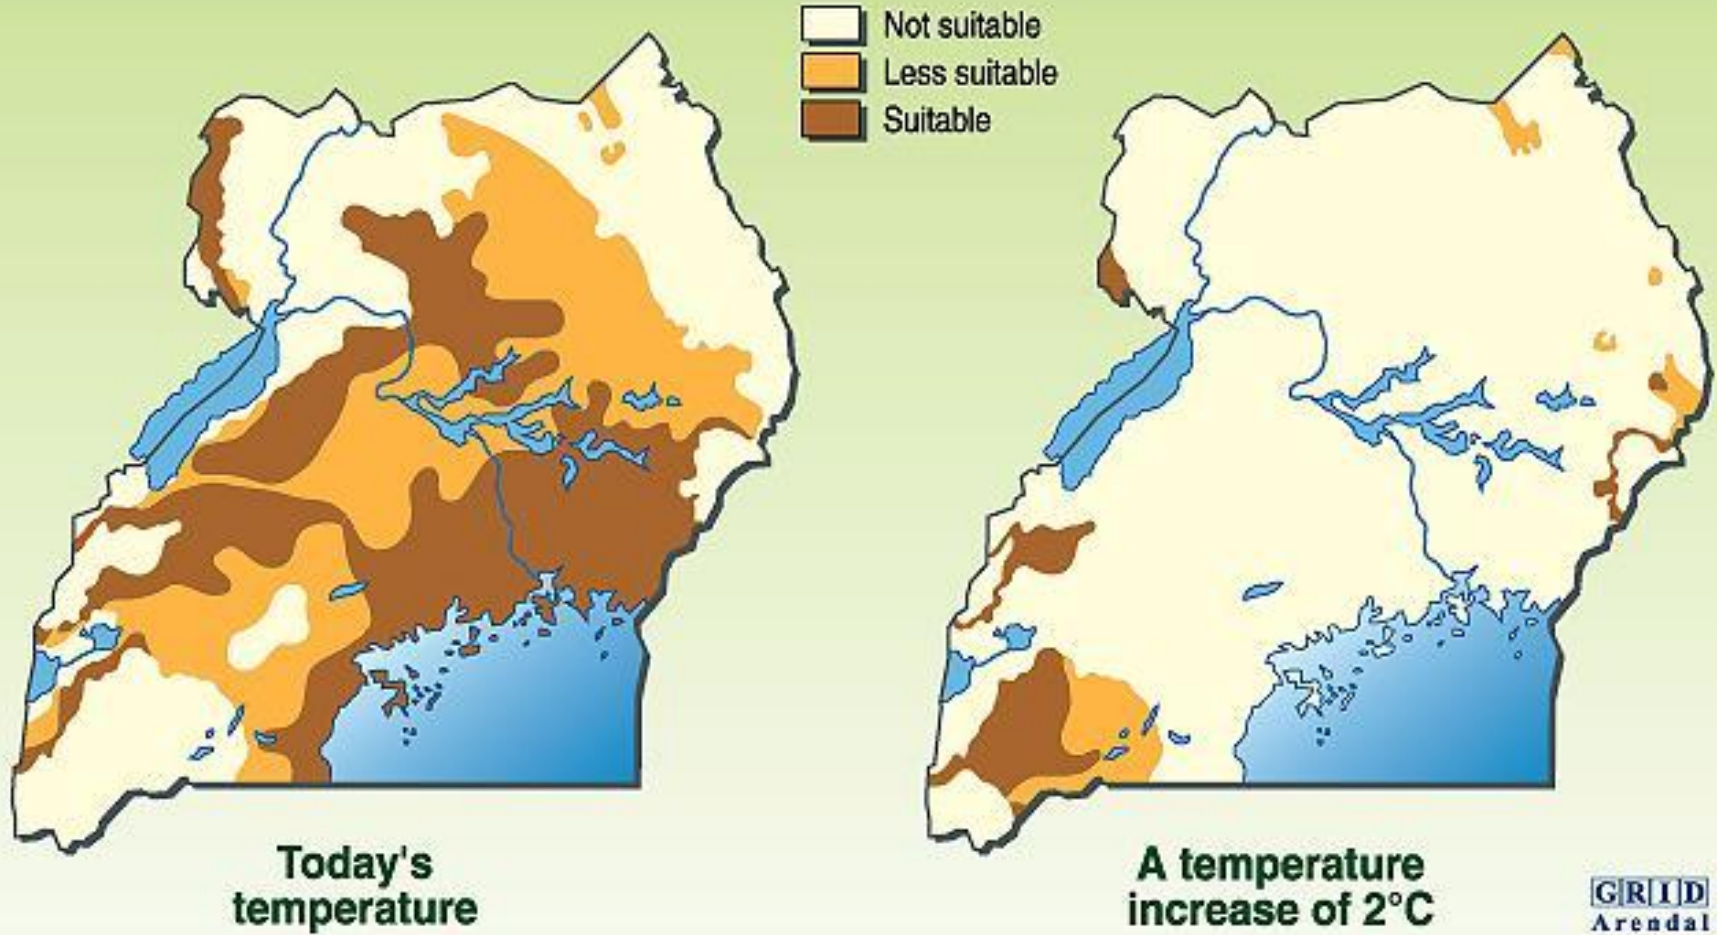 Not suitable
Less suitable
Suitable
Today's
temperature
A temperature
increase of 2°C
GRID
Arendal